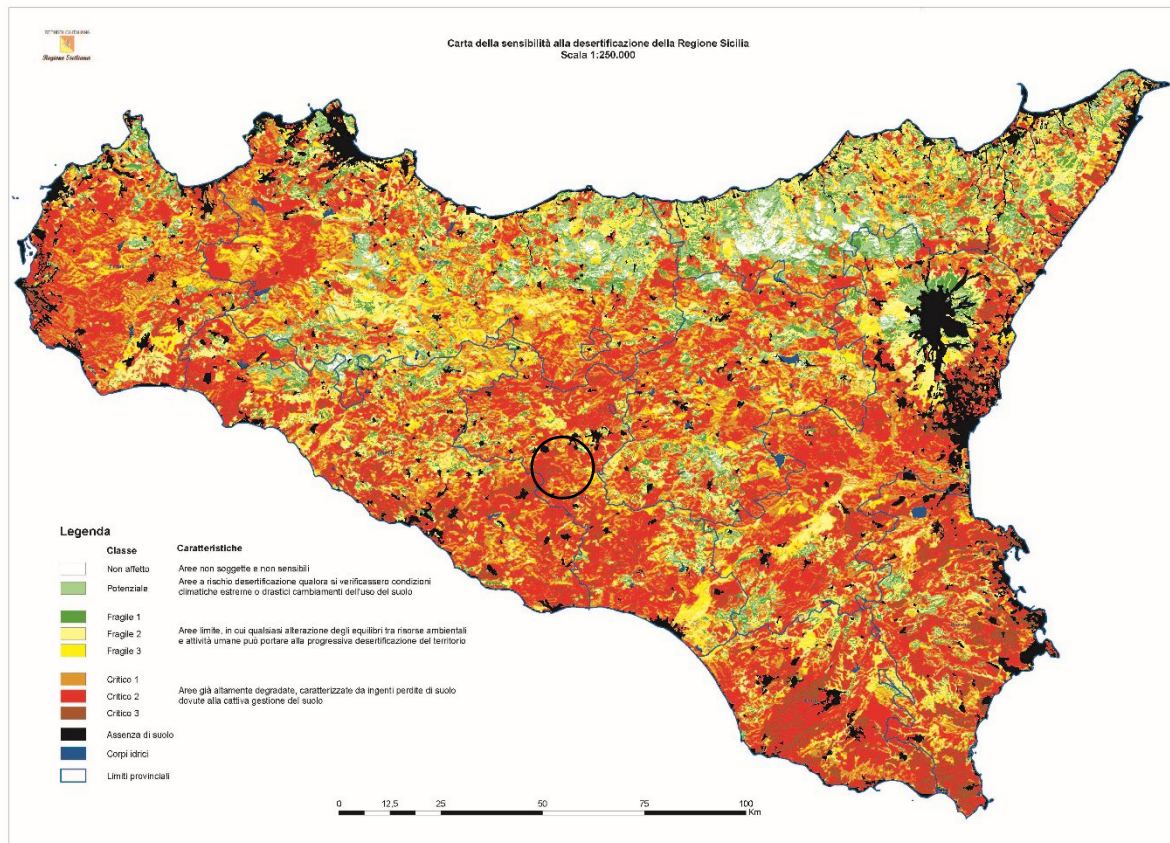 Regione Siciliana
Carta della sensibilità alla desertificazione della Regione Sicilia
Scala 1:250.000
Legenda
Classe Caratteristiche
Non affetto Aree non soggette e non sensibili
Potenziale Aree a rischio desertificazione qualora si verificassero condizioni
climatiche estreme o drastici cambiamenti dell'uso del suolo
Fragile 1
Fragile 2 Aree limite, in cui qualsiasi alterazione degli equilibri tra risorse ambientali
e attività umane può portare alla progressiva desertificazione del territorio
Fragile 3
Critico 1
Critico 2 Aree già altamente degradate, caratterizzate da ingenti perdite di suolo
dovute alla cattiva gestione del suolo
Critico 3
Assenza di suolo
Corpi idrici
Limiti provinciali
0 12,5 25 50 75 100
Km